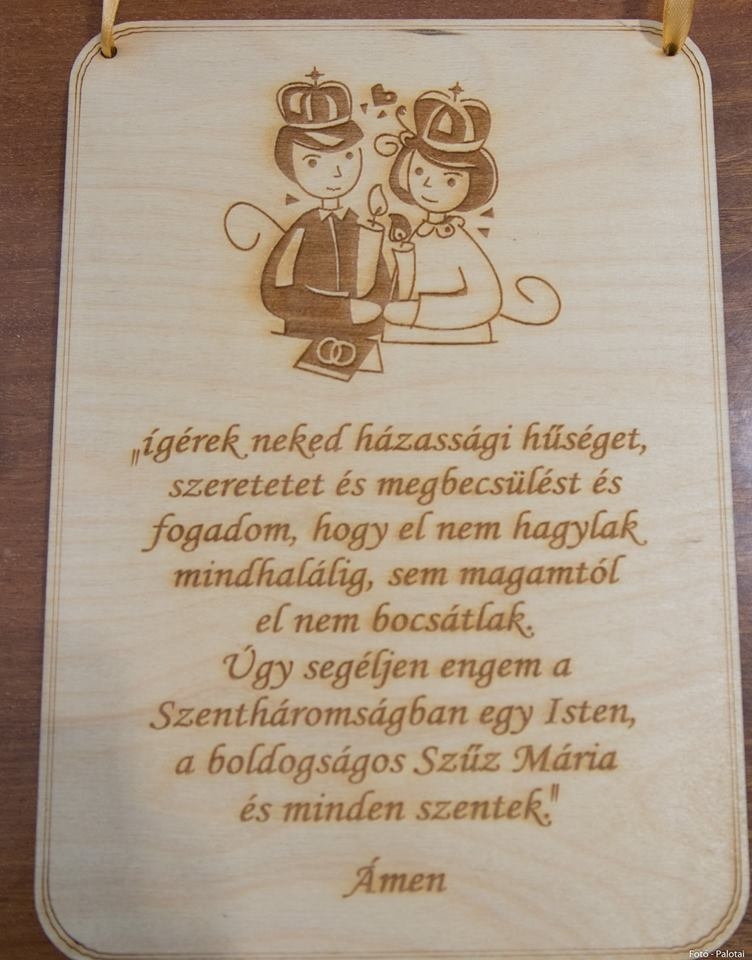 „ígérek neked házassági hűséget,
szeretetet és megbecsülést és
fogadom, hogy el nem hagylak
mindhalálig, sem magamtól
el nem bocsátlak.
Úgy segéljen engem a
Szentháromságban egy Isten,
a boldogságos Szűz Mária
és minden szentek."
Ámen
Fotó - Palotai